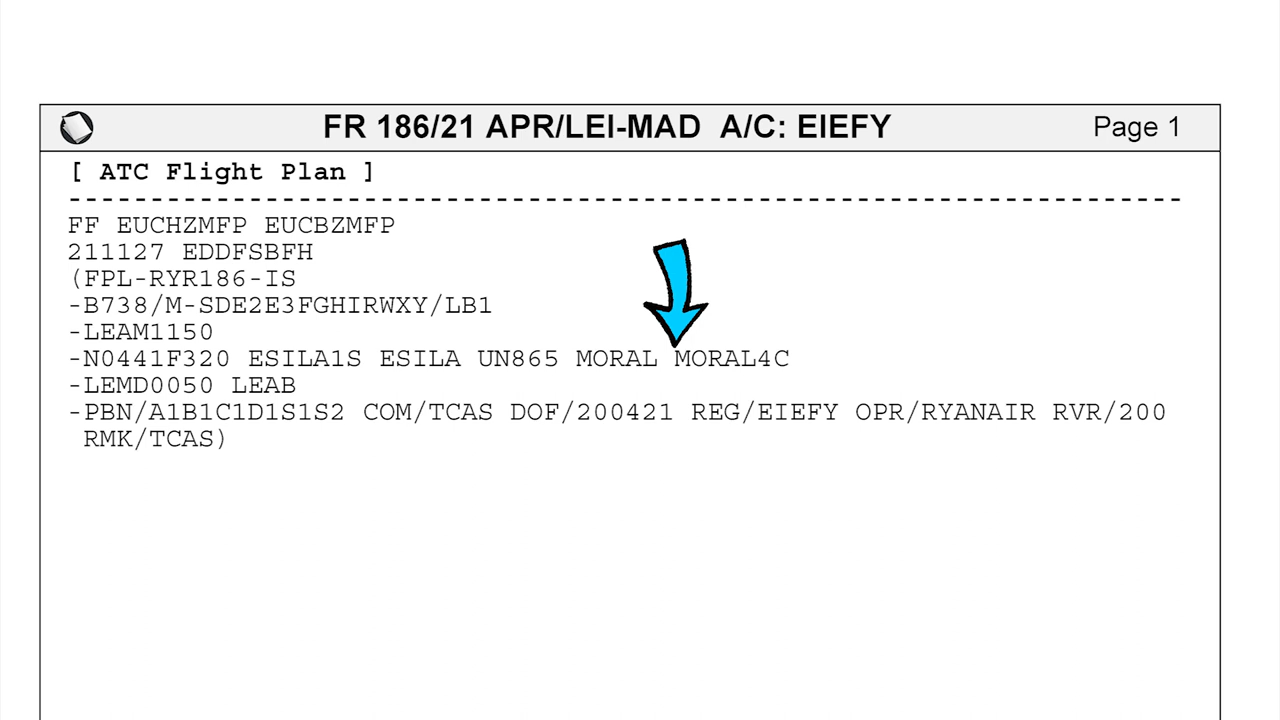 FR 186/21 APR/LEI-MAD A/C: EIEFY Page 1
[ ATC Flight Plan ]
--------------------------------------------------------------------
FF EUCHZMFP EUCBZMFP
211127 EDDFSBFH
(FPL-RYR186-IS
-B738/M-SDE2E3FGHIRWXY/LB1
-LEAM1150
-N0441F320 ESILA1S ESILA UN865 MORAL MORAL4C
-LEMD0050 LEAB
-PBN/A1B1C1D1S1S2 COM/TCAS DOF/200421 REG/EIEFY OPR/RYANAIR RVR/200
RMK/TCAS)